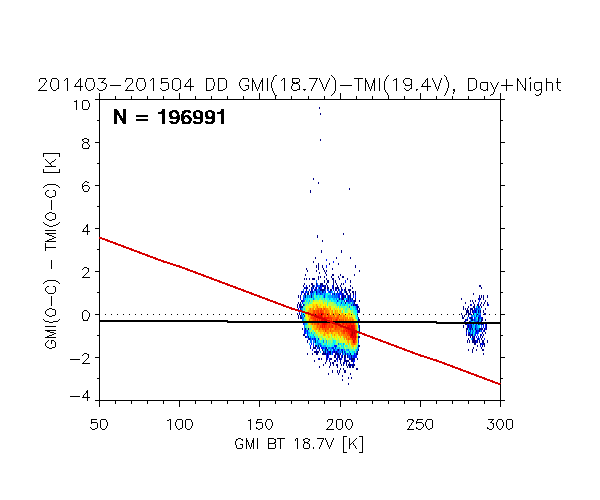 201403-201504 DD GMI(18.7V)-TMI(19.4V), Day+Night
N = 196991
10
8
6
4
2
0
-2
-4
GMI(O-C) - TMI(O-C) [K]
50 100 150 200 250 300
GMI BT 18.7V [K]